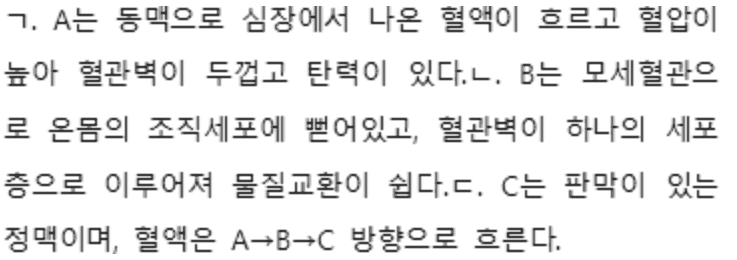 ㄱ. A는 동맥으로 심장에서 나온 혈액이 흐르고 혈압이
높아 혈관벽이 두껍고 탄력이 있다.ㄴ. B는 모세혈관으
로 온몸의 조직세포에 뻗어있고, 혈관벽이 하나의 세포
층으로 이루어져 물질교환이 쉽다.ㄷ. C는 판막이 있는
정맥이며, 혈액은 A→B→C 방향으로 흐른다.